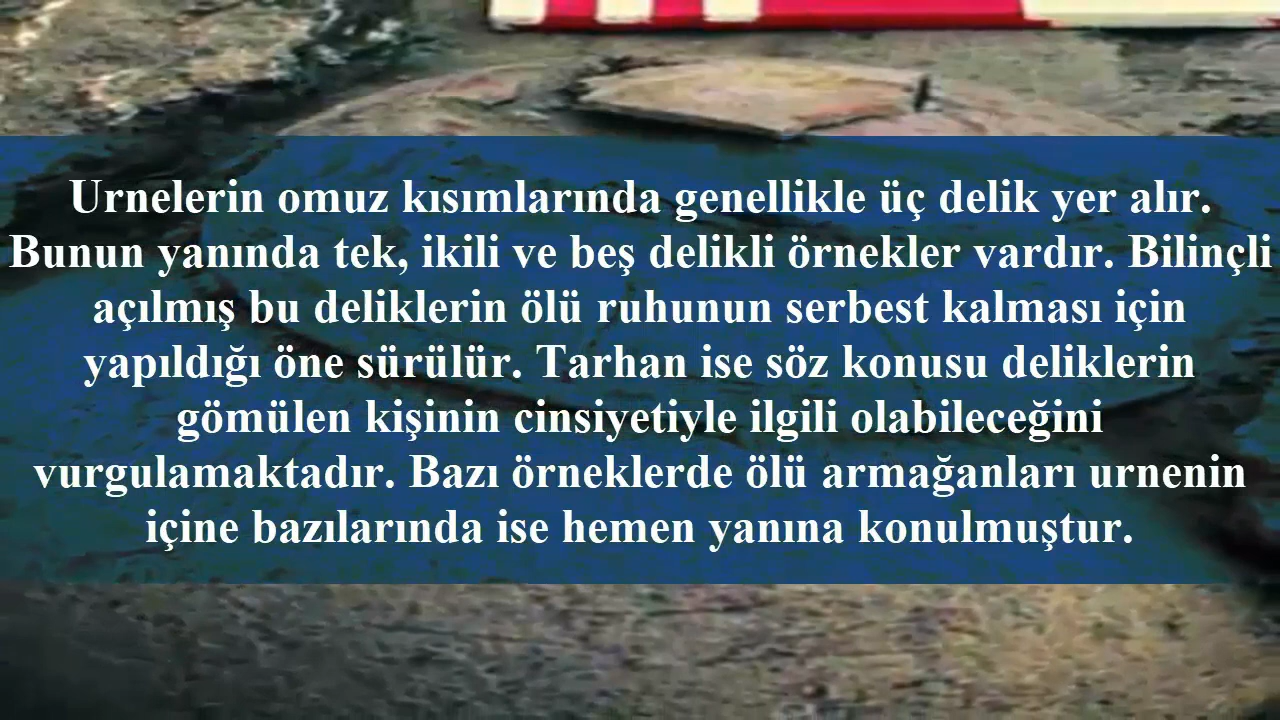 Urnelerin omuz kısımlarında genellikle üç delik yer alır.
Bunun yanında tek, ikili ve beş delikli örnekler vardır. Bilinçli
açılmış bu deliklerin ölü ruhunun serbest kalması için
yapıldığı öne sürülür. Tarhan ise söz konusu deliklerin
gömülen kişinin cinsiyetiyle ilgili olabileceğini
vurgulamaktadır. Bazı örneklerde ölü armağanları urnenin
içine bazılarında ise hemen yanına konulmuştur.